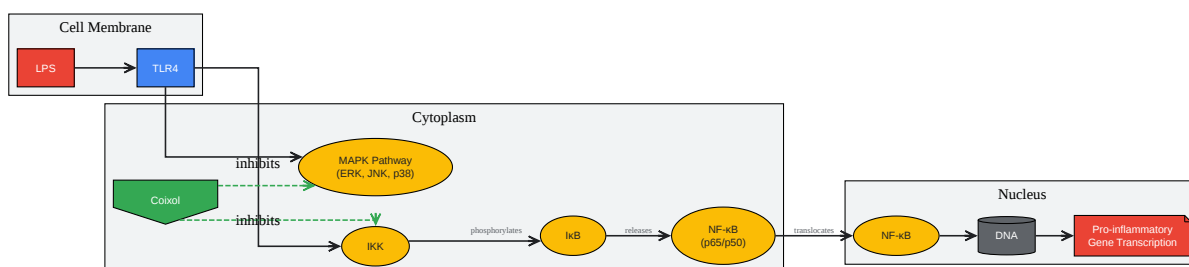 Cell Membrane
LPS
TLR4
Cytoplasm
inhibits
MAPK Pathway
(ERK, JNK, p38)
Coixol
inhibits
IKK
phosphorylates
IκB
releases
NF-κB
(p65/p50)
translocates
Nucleus
NF-κB
DNA
Pro-inflammatory
Gene Transcription